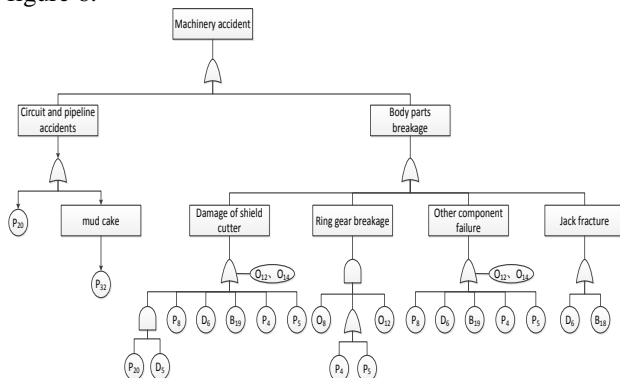 Machinery accident
Circuit and pipeline
accidents
Body parts
breakage
P20
mud cake
Damage of shield
cutter
Ring gear breakage
Other component
failure
Jack fracture
P32
O12、O14
O12、O14
P8
D6
B19
P4
P5
O8
O12
P8
D6
B19
P4
P5
D6
B18
P20
D5
P4
P5